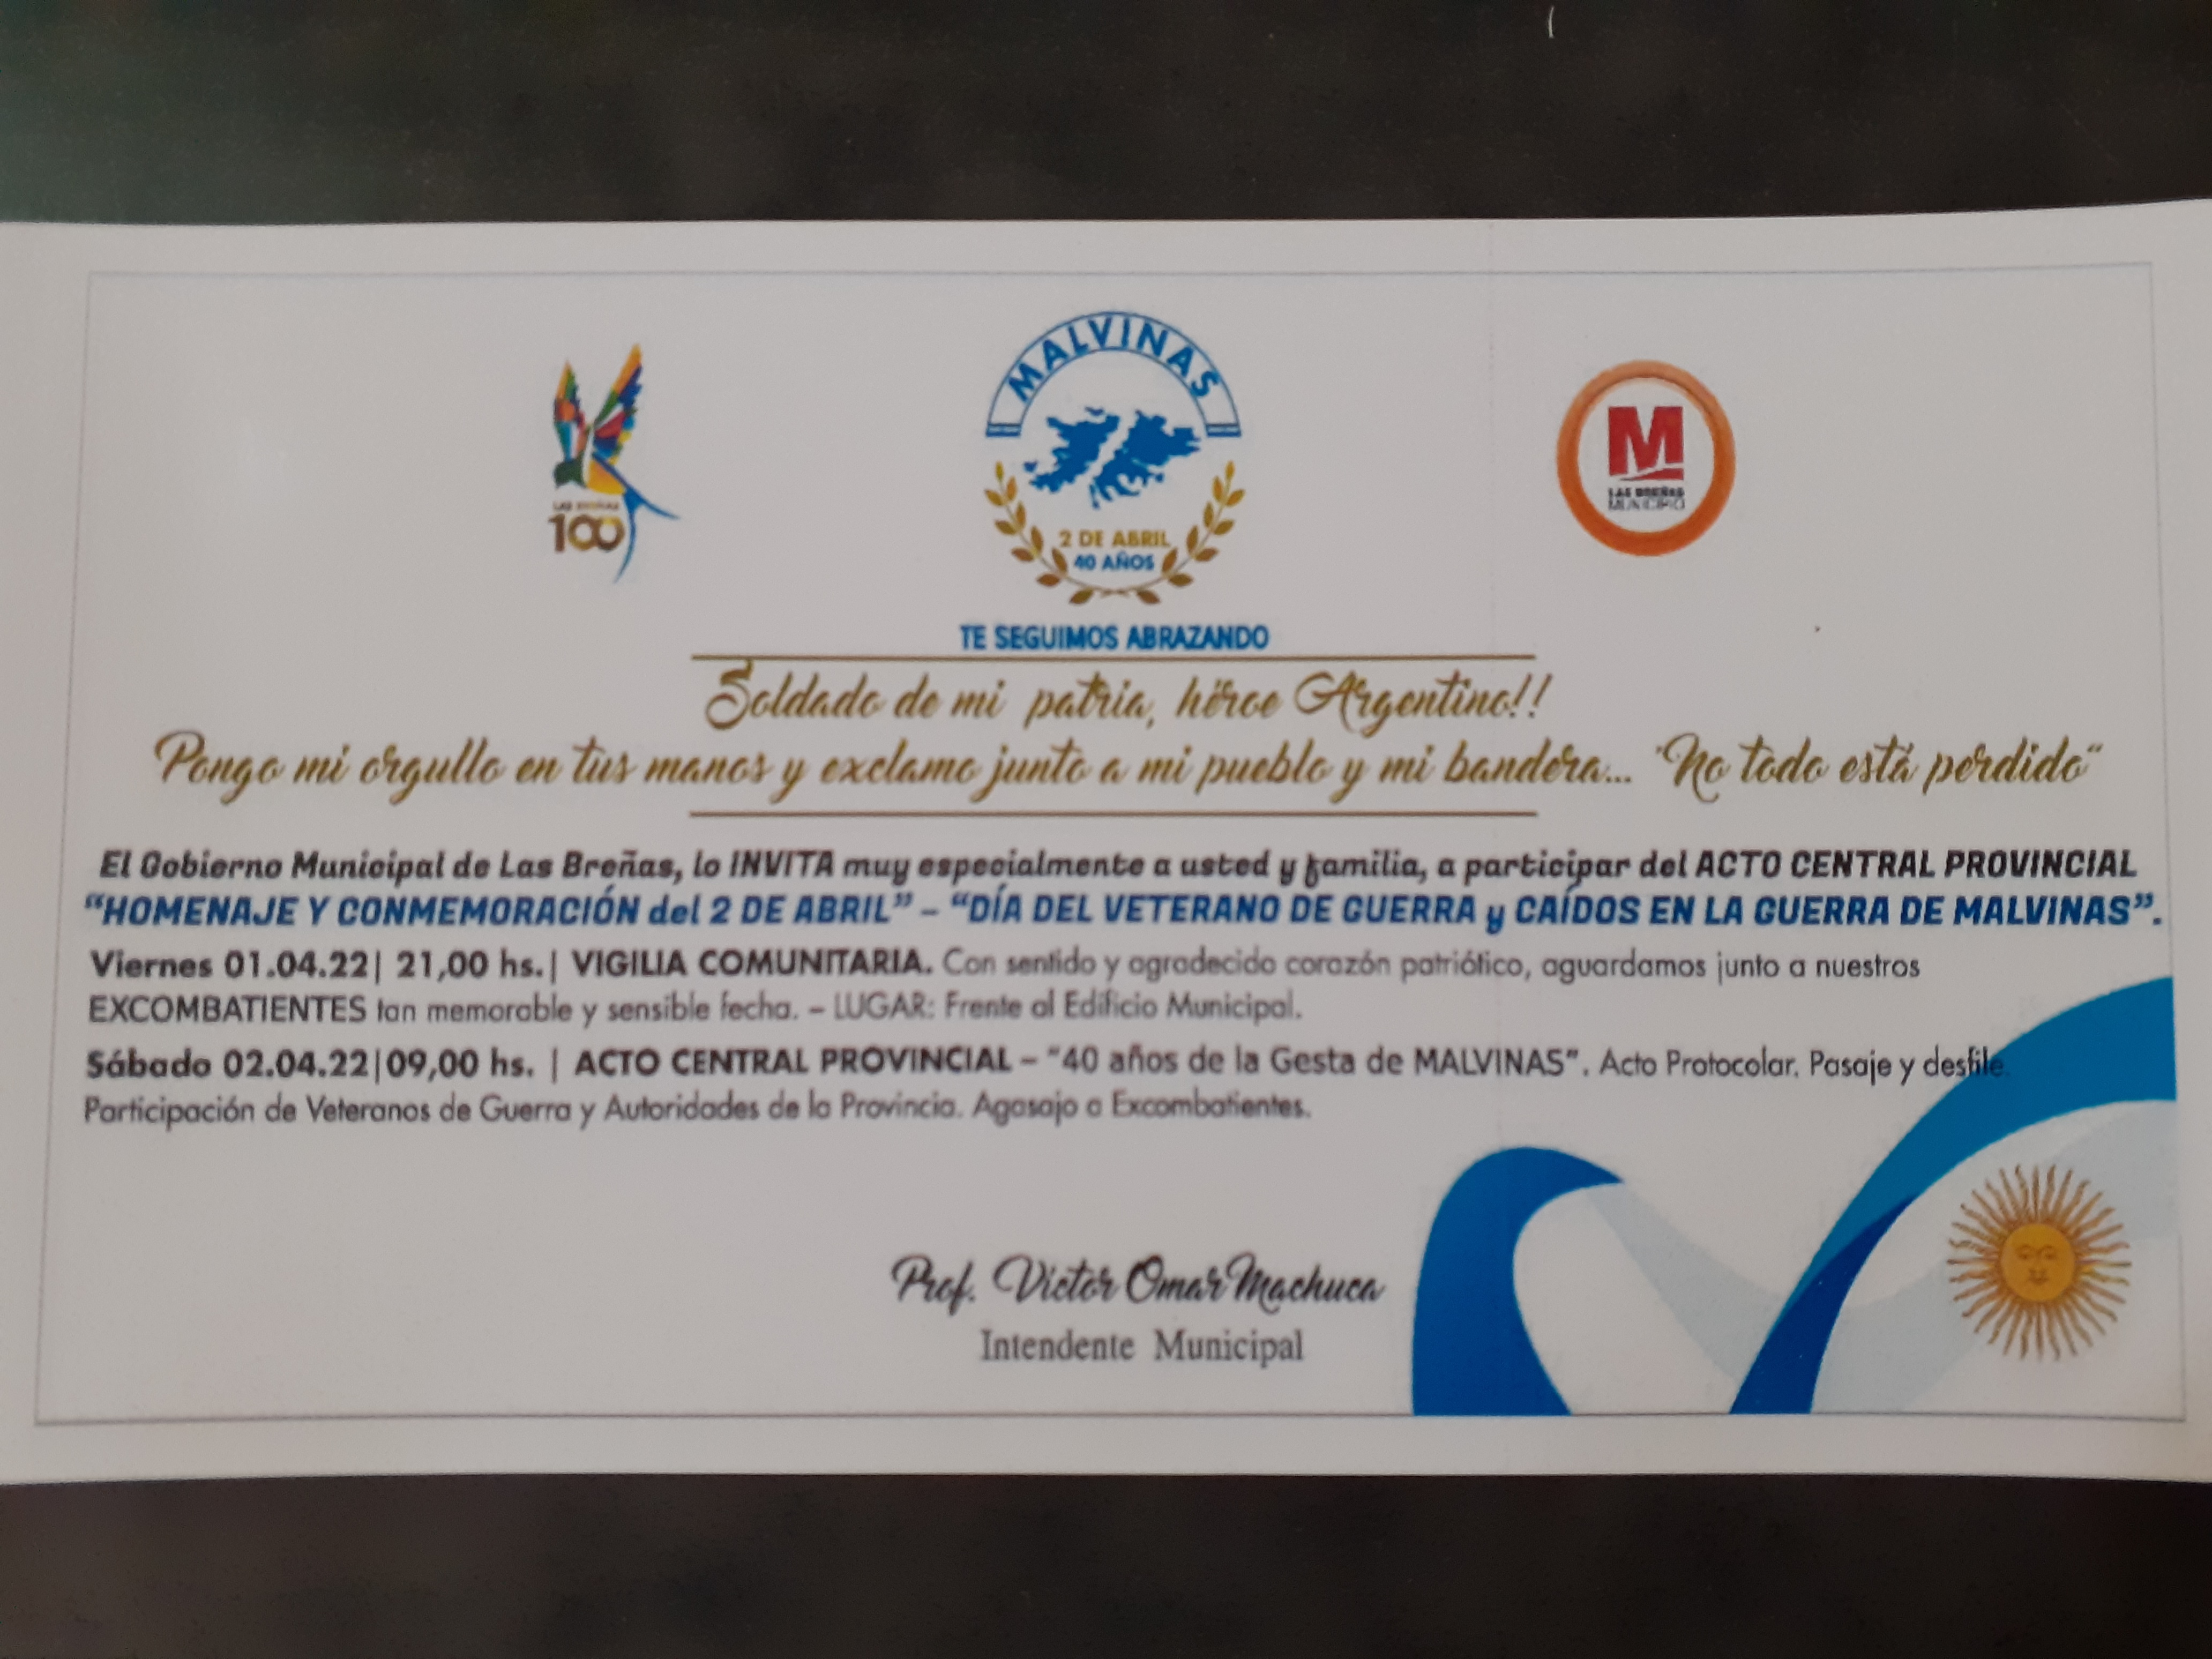 MALVINAS
2 DE ABRIL
40 AÑOS
LAS BREÑAS
100
M
LAS BREÑAS
MUNICIPIO
TE SEGUIMOS ABRAZANDO
Soldado de mi patria, héroe Argentino!!
Pongo mi orgullo en tus manos y exclamo junto a mi pueblo y mi bandera... "No todo está perdido"
El Gobierno Municipal de Las Breñas, lo INVITA muy especialmente a usted y familia, a participar del ACTO CENTRAL PROVINCIAL
"HOMENAJE Y CONMEMORACIÓN del 2 DE ABRIL" – "DÍA DEL VETERANO DE GUERRA y CAÍDOS EN LA GUERRA DE MALVINAS".
Viernes 01.04.22| 21,00 hs.| VIGILIA COMUNITARIA. Con sentido y agradecido corazón patriótico, aguardamos junto a nuestros
EXCOMBATIENTES tan memorable y sensible fecha. – LUGAR: Frente al Edificio Municipal.
Sábado 02.04.22|09,00 hs. | ACTO CENTRAL PROVINCIAL – "40 años de la Gesta de MALVINAS". Acto Protocolar. Pasaje y desfile.
Participación de Veteranos de Guerra y Autoridades de la Provincia. Agasajo a Excombatientes.
Prof. Victor Omar Machuca
Intendente Municipal